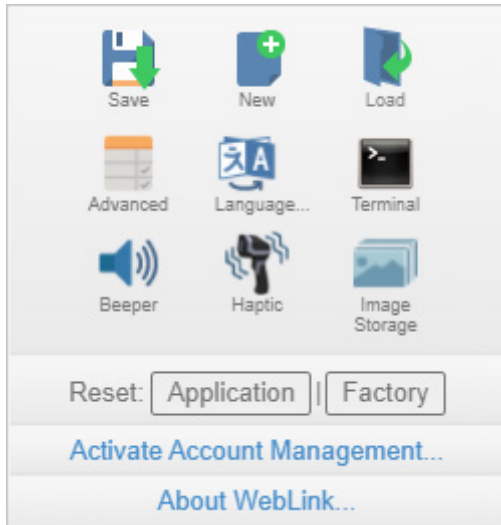 Save New Load
Advanced Language... Terminal
Beeper Haptic Image
Storage
Reset: Application | Factory
Activate Account Management...
About WebLink...